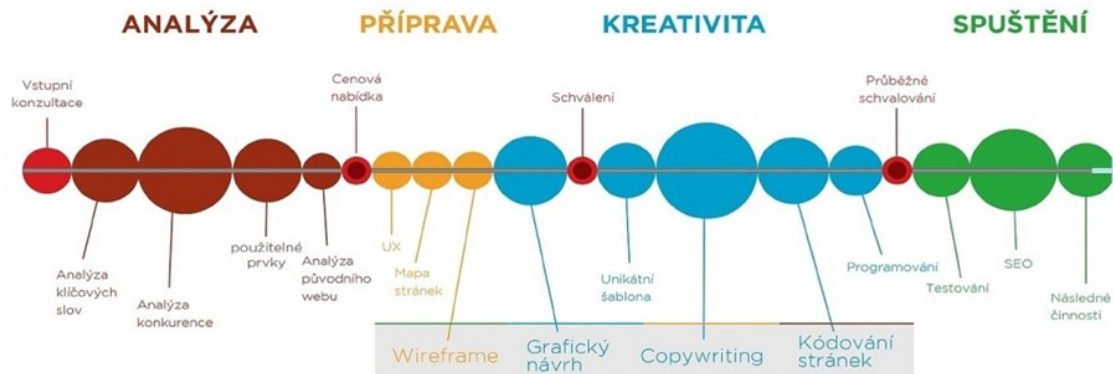 ANALÝZA
PŘÍPRAVA
KREATIVITA
SPUŠTĚNÍ
Vstupní
konzultace
Cenová
nabídka
Schválení
Průběžné
schvalování
Analýza
klíčových
slov
Analýza
konkurence
použitelné
prvky
Analýza
původního
webu
UX
Mapa
stránek
Wireframe
Grafický
návrh
Unikátní
šablona
Copywriting
Kódování
stránek
Programování
Testování
SEO
Následné
činnosti